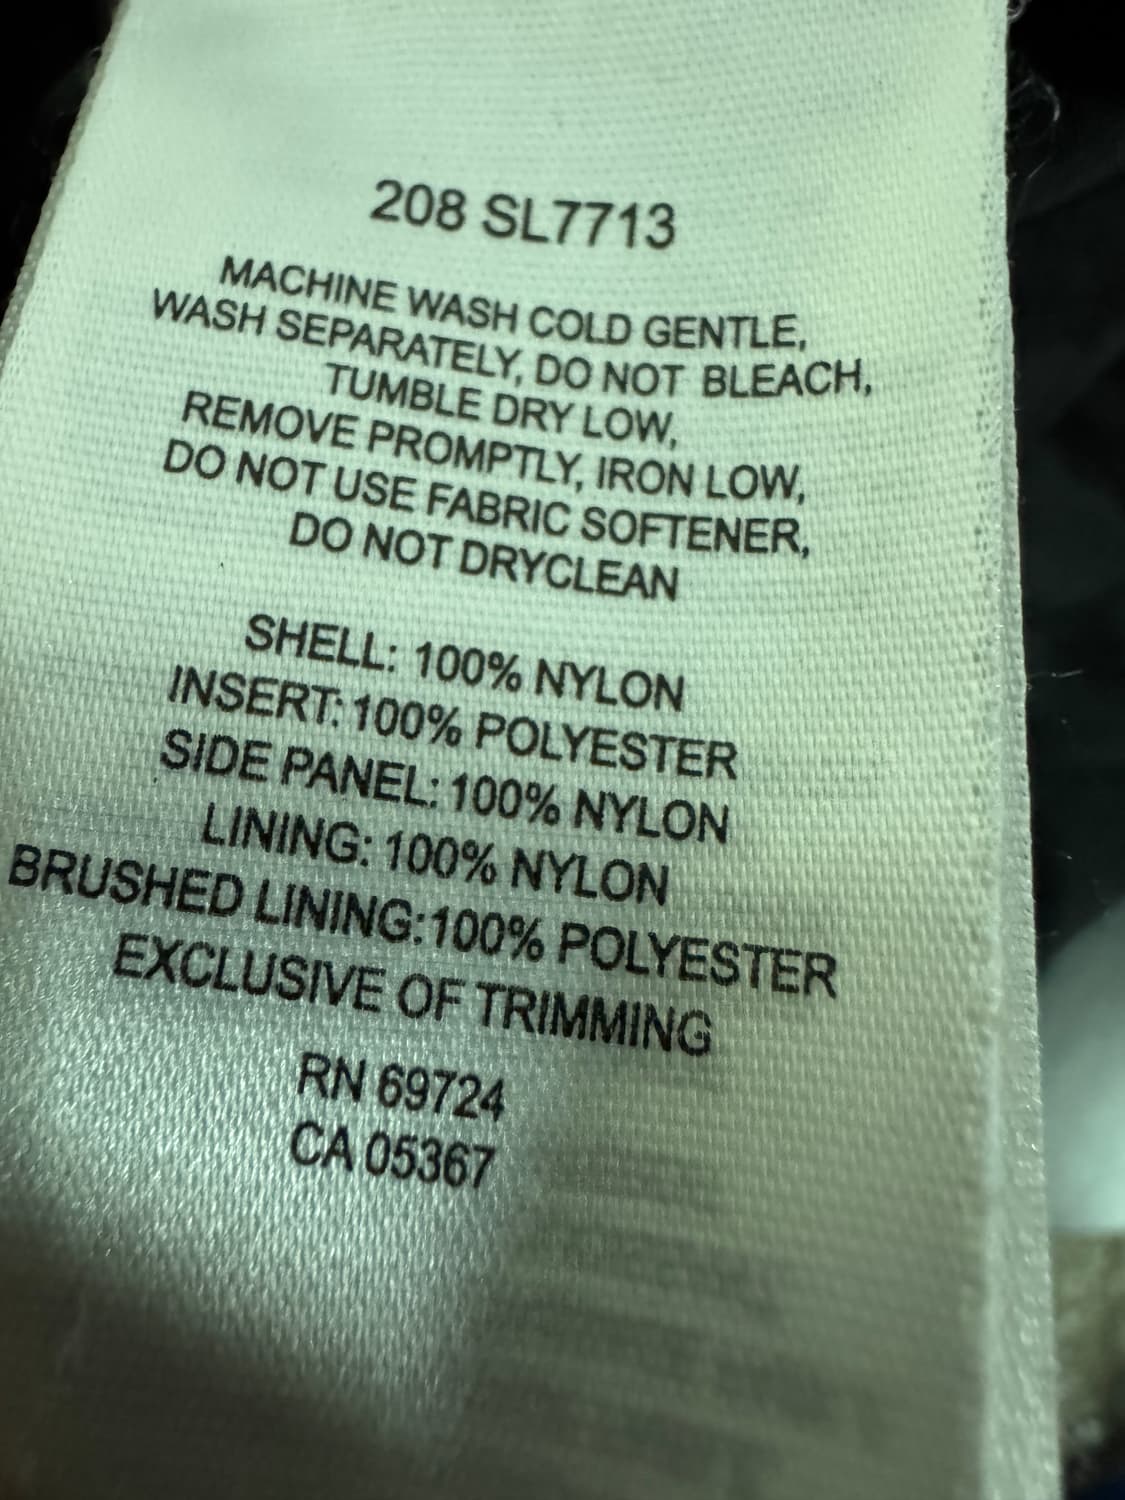 208 SL7713
MACHINE WASH COLD GENTLE,
WASH SEPARATELY, DO NOT BLEACH,
TUMBLE DRY LOW,
REMOVE PROMPTLY, IRON LOW,
DO NOT USE FABRIC SOFTENER,
DO NOT DRYCLEAN
SHELL: 100% NYLON
INSERT: 100% POLYESTER
SIDE PANEL: 100% NYLON
LINING: 100% NYLON
BRUSHED LINING:100% POLYESTER
EXCLUSIVE OF TRIMMING
RN 69724
CA 05367